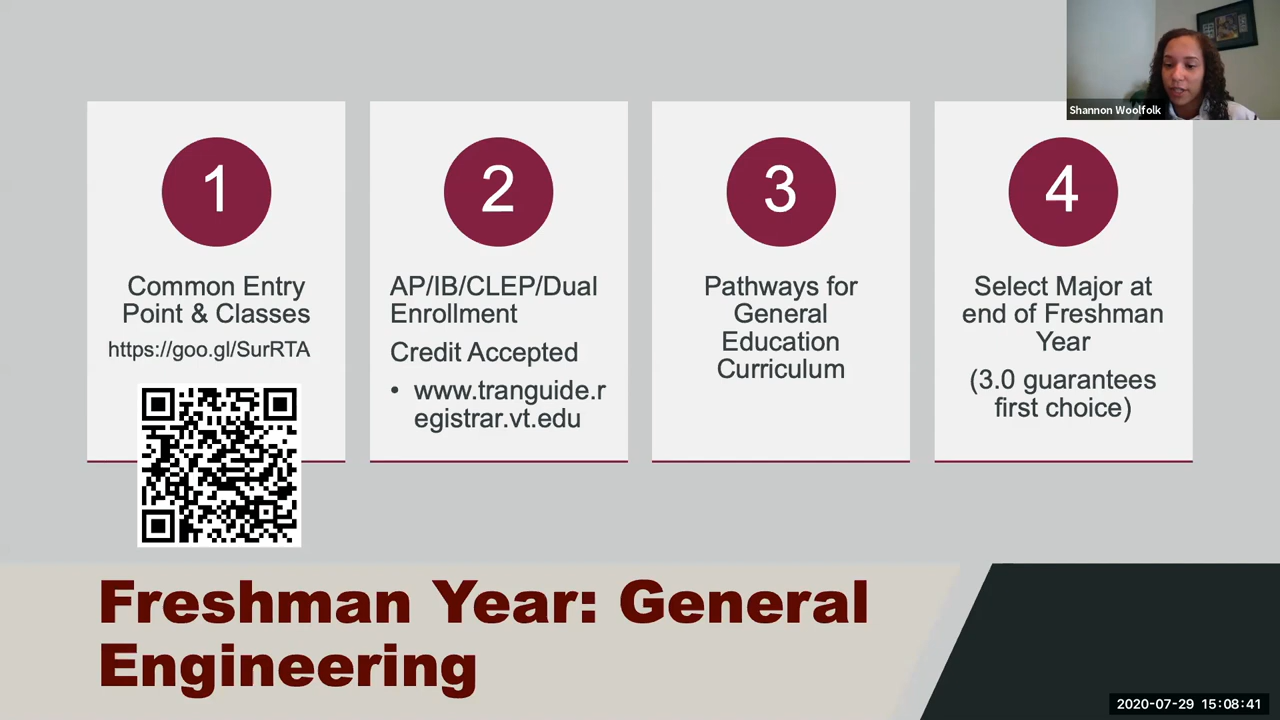 Shannon Woolfolk
1
Common Entry
Point & Classes
https://goo.gl/SurRTA
2
AP/IB/CLEP/Dual
Enrollment
Credit Accepted
• www.tranguide.r
egistrar.vt.edu
3
Pathways for
General
Education
Curriculum
4
Select Major at
end of Freshman
Year
(3.0 guarantees
first choice)
Freshman Year: General
Engineering
2020-07-29 15:08:41